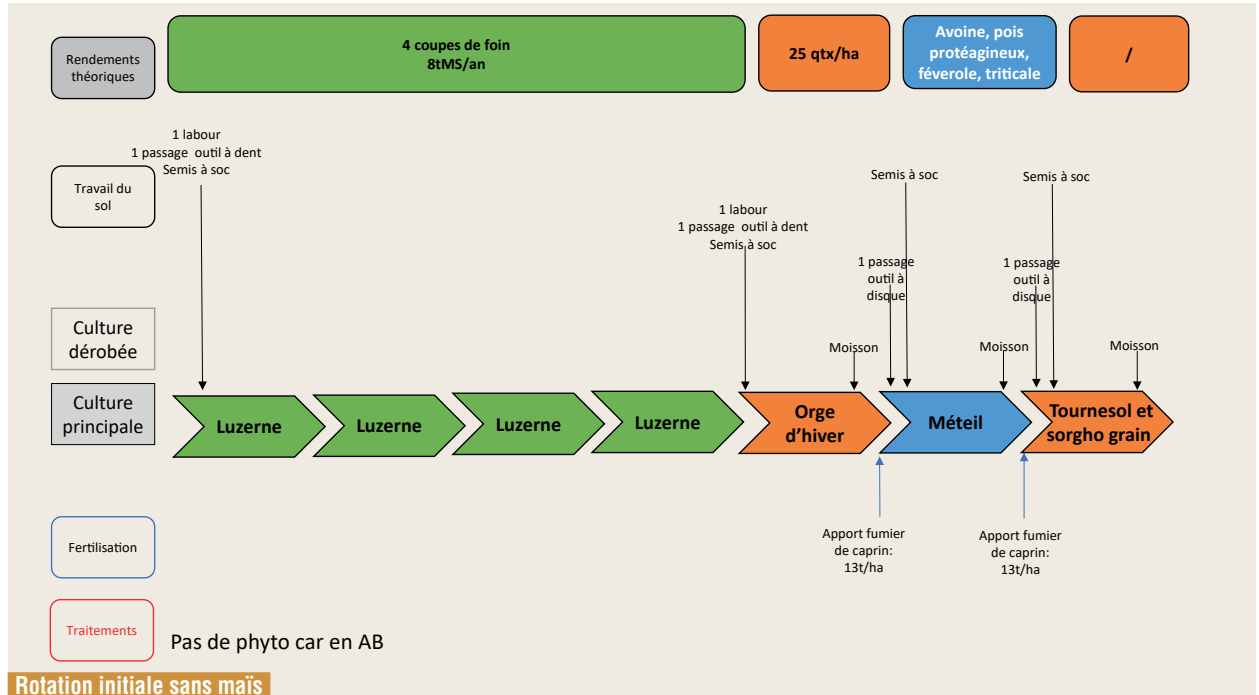 Rendements
théoriques
4 coupes de foin
8tMS/an
25 qtx/ha
Avoine, pois
protéagineux,
féverole, triticale
/
Travail du
sol
1 labour
1 passage outil à dent
Semis à soc
1 labour
1 passage outil à dent
Semis à soc
Semis à soc
1 passage
outil à
disque
Semis à soc
1 passage
outil à
disque
Moisson
Moisson
Moisson
Culture
dérobée
Culture
principale
Luzerne
Luzerne
Luzerne
Luzerne
Orge
d'hiver
Méteil
Tournesol et
sorgho grain
Fertilisation
Apport fumier
de caprin:
13t/ha
Apport fumier
de caprin:
13t/ha
Traitements
Pas de phyto car en AB
Rotation initiale sans maïs